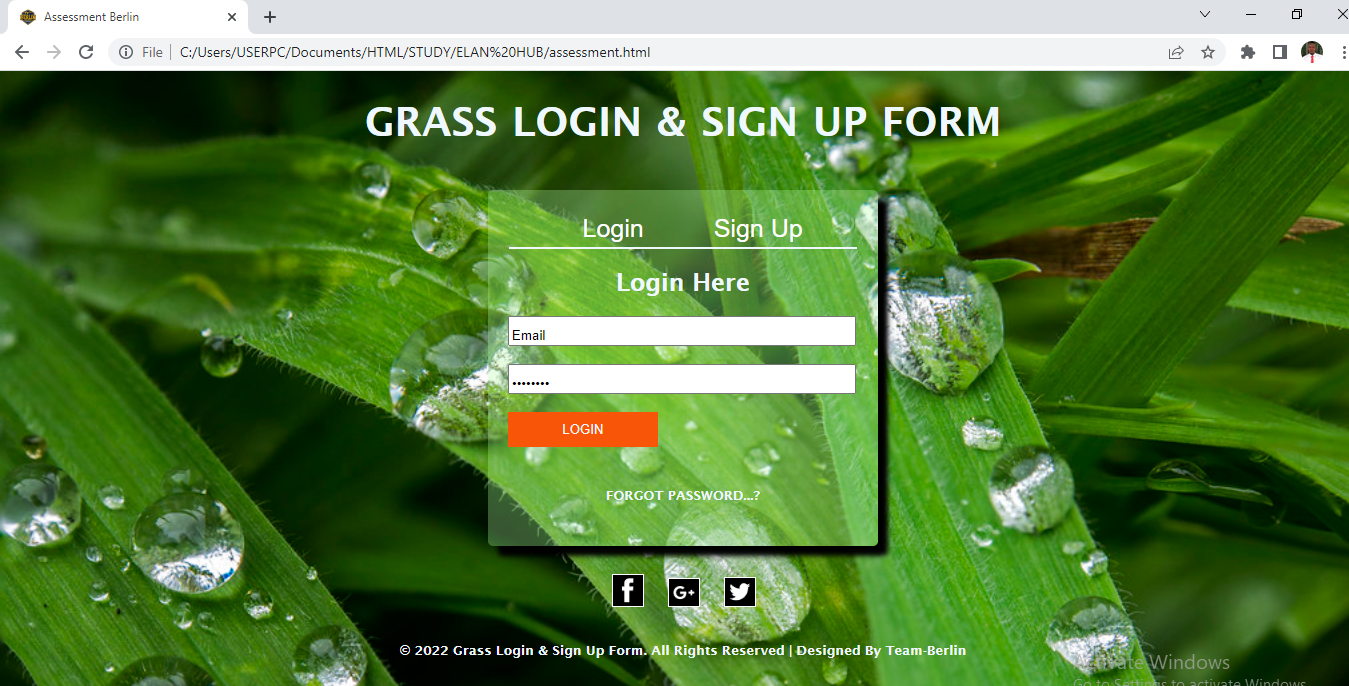 Assessment Berlin
File
C:/Users/USERPC/Documents/HTML/STUDY/ELAN%20HUB/assessment.html
GRASS LOGIN & SIGN UP FORM
Login Sign Up
Login Here
Email
••••••••
LOGIN
FORGOT PASSWORD...?
f G+
© 2022 Grass Login & Sign Up Form. All Rights Reserved | Designed By Team-Berlin
Activate Windows
Go to Settings to activate Windows.